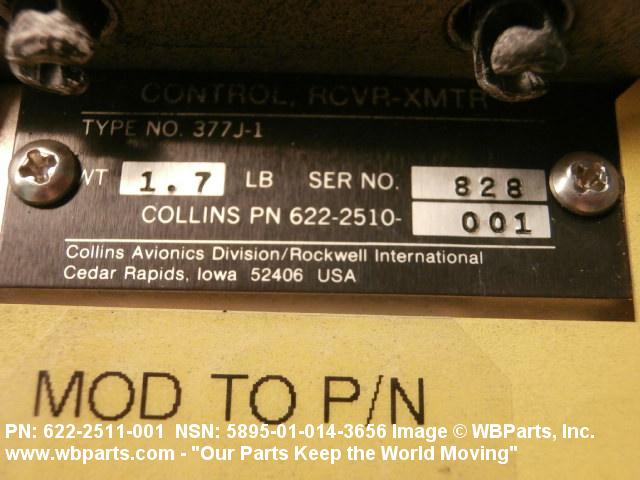 CONTROL, RCVR-XMTR
TYPE NO. 377J-1
WT 1.7 LB SER NO. 828
COLLINS PN 622-2510- 001
Collins Avionics Division/Rockwell International
Cedar Rapids, Iowa 52406 USA
MOD TO P/N
PN: 622-2511-001 NSN: 5895-01-014-3656 Image © WBParts, Inc.
www.wbparts.com - "Our Parts Keep the World Moving"